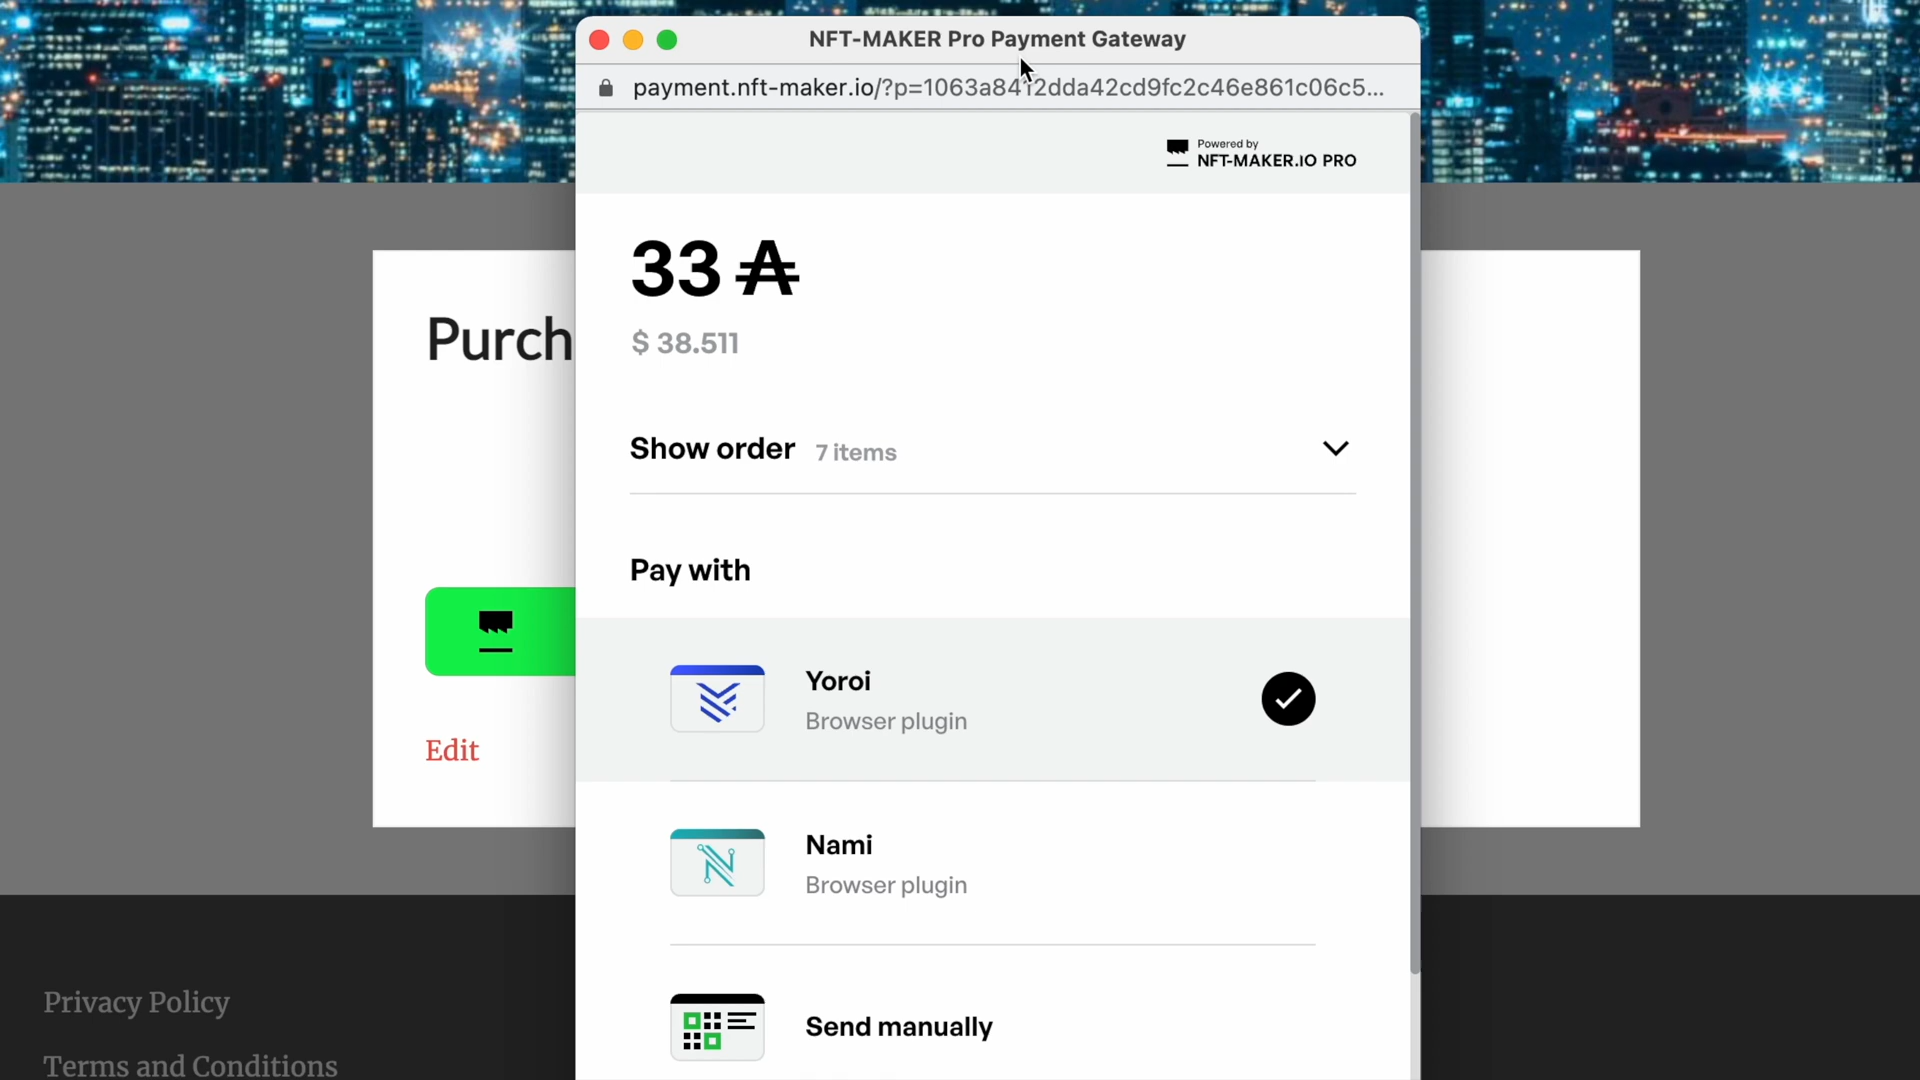 NFT-MAKER Pro Payment Gateway
payment.nft-maker.io/?p=1063a8412dda42cd9fc2c46e861c06c5...
Powered by
NFT-MAKER.IO PRO
33 ₳
$ 38.511
Purch
Show order 7 items
Pay with
Yoroi
Browser plugin
Edit
Nami
Browser plugin
Send manually
Privacy Policy
Terms and Conditions